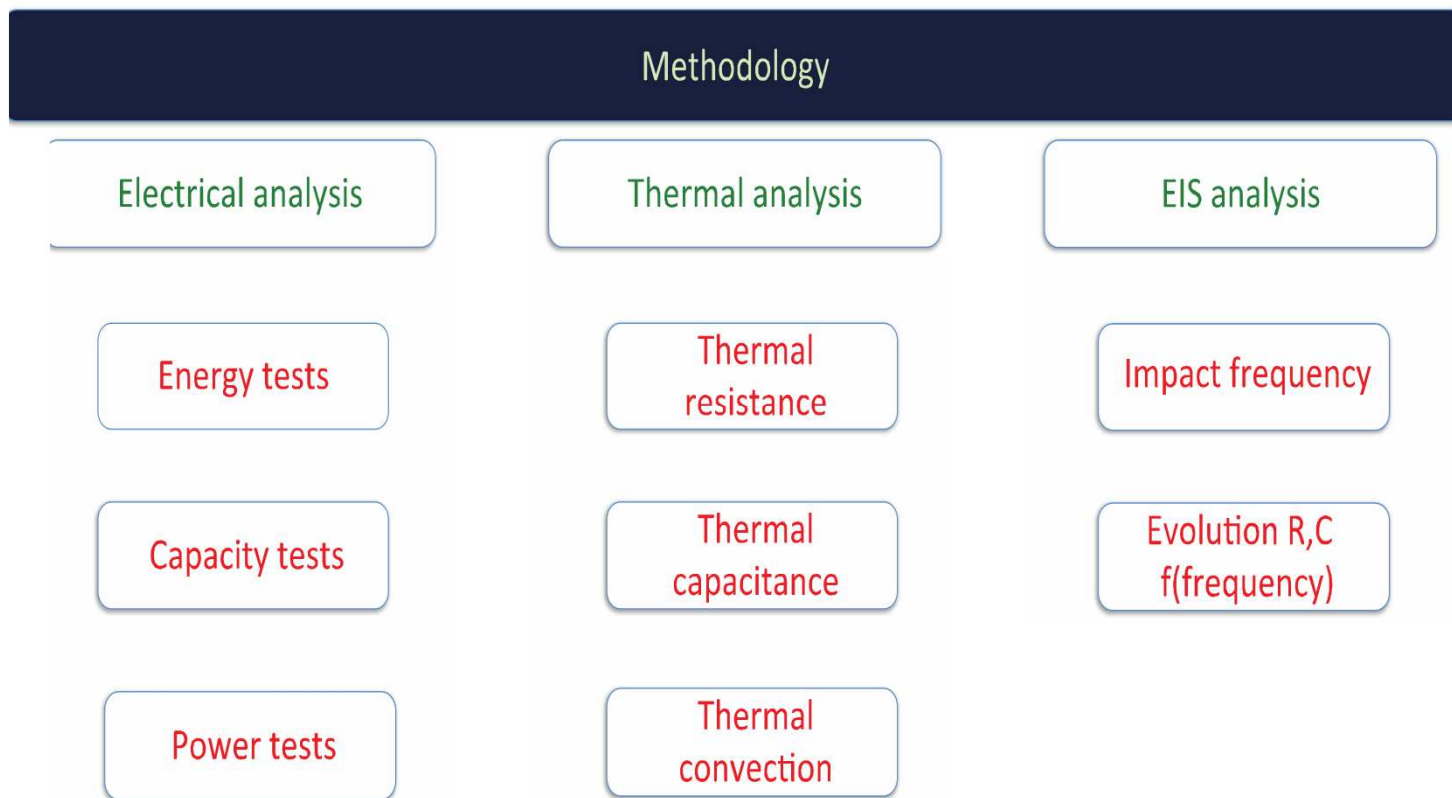 Methodology
Electrical analysis
Thermal analysis
EIS analysis
Energy tests
Thermal
resistance
Impact frequency
Capacity tests
Thermal
capacitance
Evolution R,C
f(frequency)
Power tests
Thermal
convection